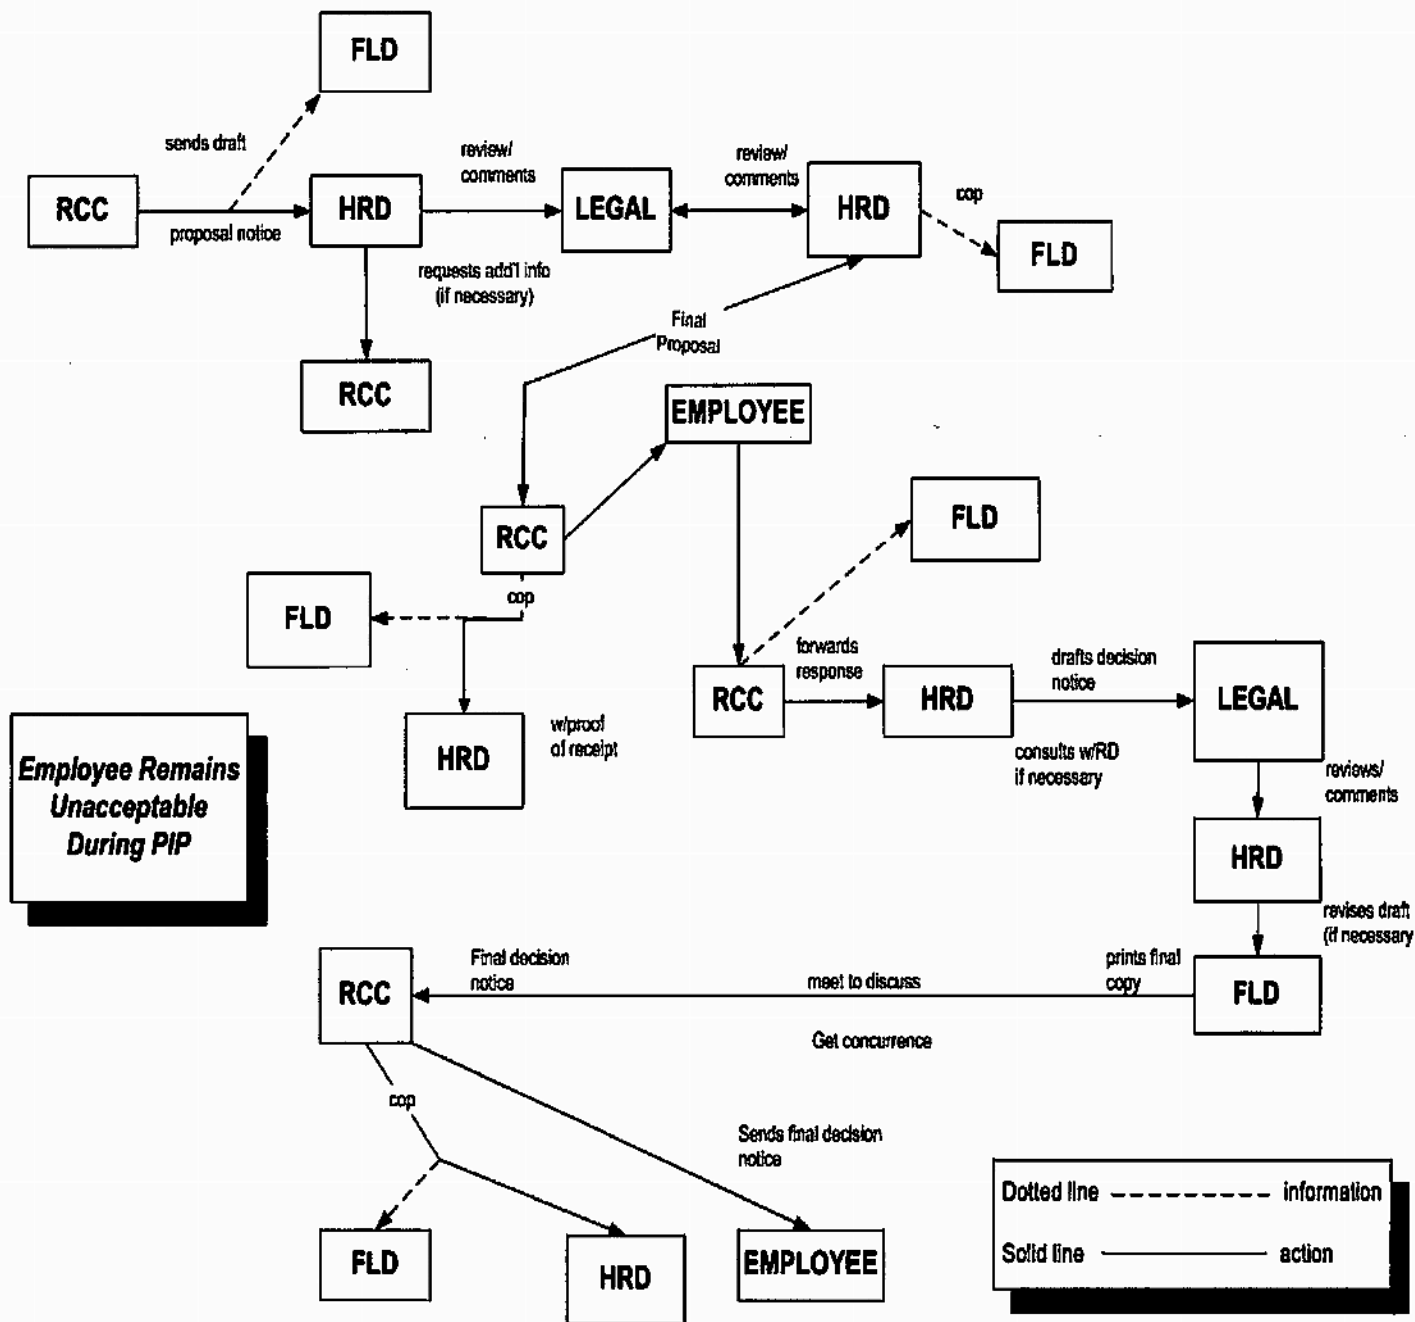 FLD
sends draft
review/
comments
review/
comments
RCC
HRD
LEGAL
HRD
cop
proposal notice
FLD
requests add'l info
(if necessary)
Final
Proposal
RCC
EMPLOYEE
RCC
FLD
cop
FLD
forwards
response
drafts decision
notice
RCC
HRD
LEGAL
w/proof
of receipt
HRD
consults w/RD
if necessary
Employee Remains
Unacceptable
During PIP
reviews/
comments
HRD
revises draft
(if necessary
Final decision
notice
prints final
copy
RCC
meet to discuss
FLD
Get concurrence
cop
Sends final decision
notice
Dotted line information
Solid line action
FLD
HRD
EMPLOYEE